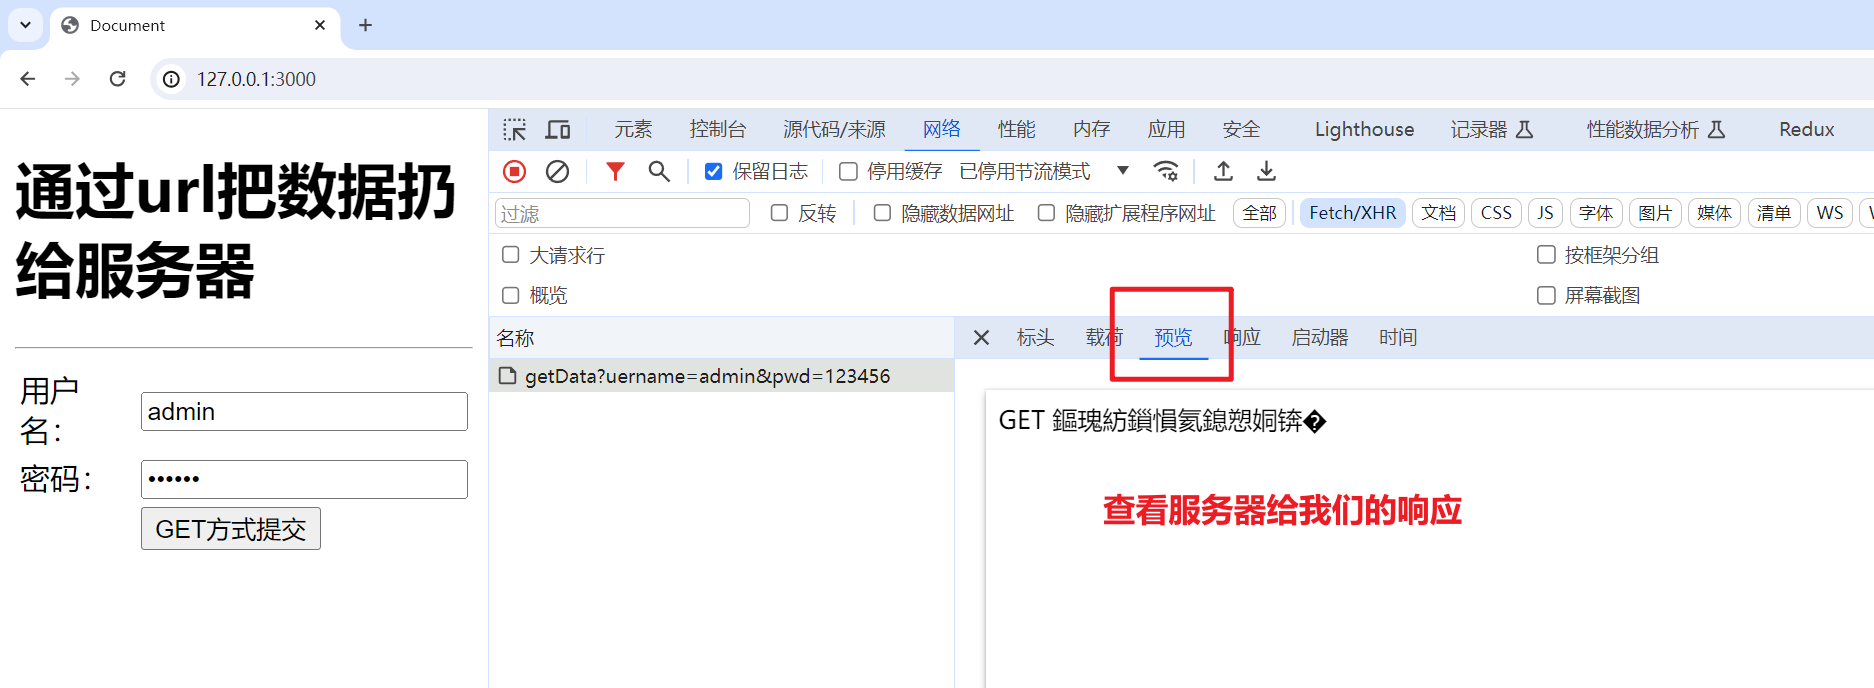 Document
127.0.0.1:3000
通过url把数据扔
给服务器
用户
名：
admin
密码：
••••••
GET方式提交
元素 控制台 源代码/来源 网络 性能 内存 应用 安全 Lighthouse 记录器 性能数据分析 Redux
保留日志 停用缓存 已停用节流模式
过滤 反转 隐藏数据网址 隐藏扩展程序网址 全部 Fetch/XHR 文档 CSS JS 字体 图片 媒体 清单 WS
大请求行 按框架分组
概览 屏幕截图
名称
标头 载荷 预览 响应 启动器 时间
getData?uername=admin&pwd=123456
GET 鏂瑰紡鎻愪氦鎴愬姛锛�
查看服务器给我们的响应